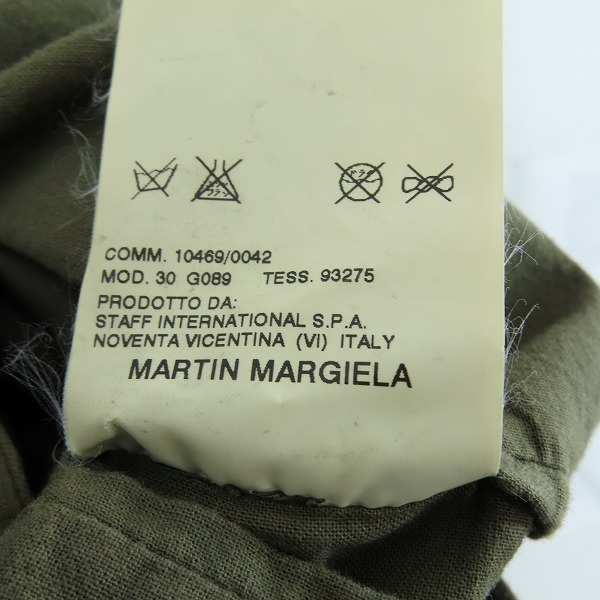 COMM. 10469/0042
MOD. 30 G089 TESS. 93275
PRODOTTO DA:
STAFF INTERNATIONAL S.P.A.
NOVENTA VICENTINA (VI) ITALY
MARTIN MARGIELA